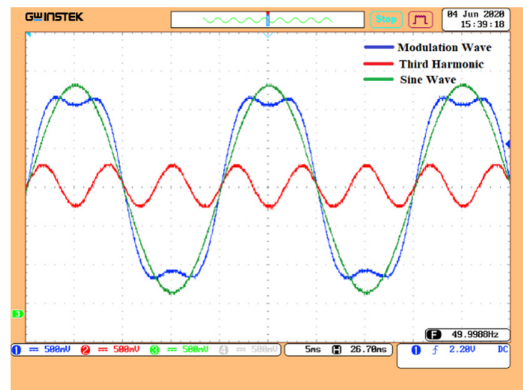 GWINSTEK
Stop
04 Jun 2020
15:39:18
Modulation Wave
Third Harmonic
Sine Wave
3
F 49.9988Hz
1 500mV 2 500mV 3 500mV 4 500mV 5ms H 26.70ms 1 2.20V DC